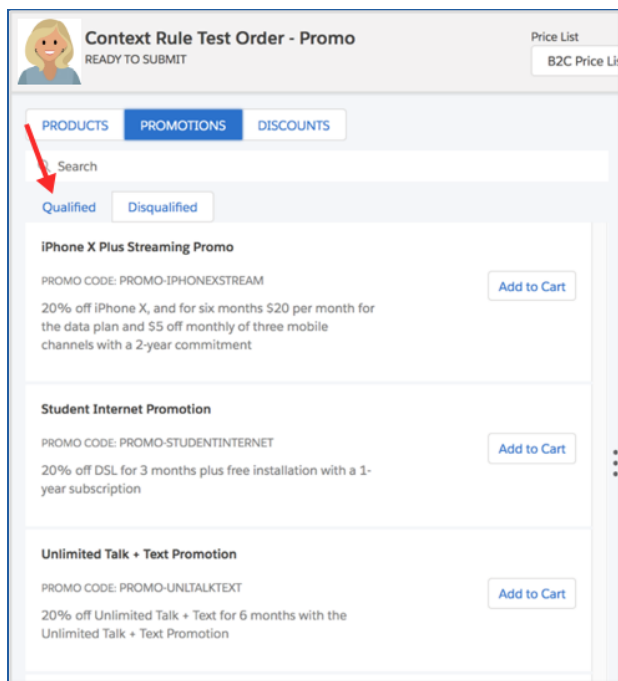 Context Rule Test Order - Promo
READY TO SUBMIT
Price List
B2C Price Lis
PRODUCTS
PROMOTIONS
DISCOUNTS
Search
Qualified
Disqualified
iPhone X Plus Streaming Promo
PROMO CODE: PROMO-IPHONEXSTREAM
Add to Cart
20% off iPhone X, and for six months $20 per month for
the data plan and $5 off monthly of three mobile
channels with a 2-year commitment
Student Internet Promotion
PROMO CODE: PROMO-STUDENTINTERNET
Add to Cart
20% off DSL for 3 months plus free installation with a 1-
year subscription
Unlimited Talk + Text Promotion
PROMO CODE: PROMO-UNLTALKTEXT
Add to Cart
20% off Unlimited Talk + Text for 6 months with the
Unlimited Talk + Text Promotion